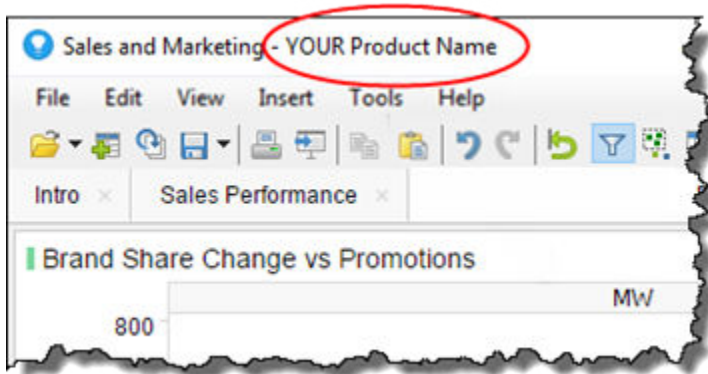 Sales and Marketing - YOUR Product Name
File Edit View Insert Tools Help
Intro × Sales Performance ×
Brand Share Change vs Promotions
MW
800